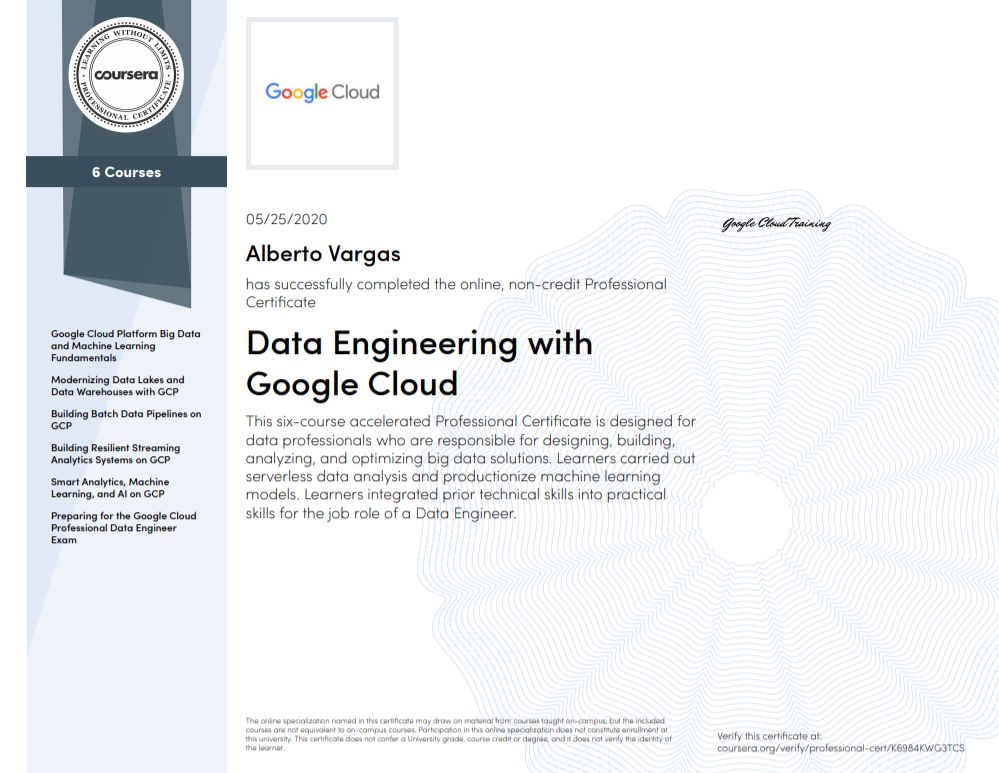 LEARNING WITHOUT LIMITS
coursera
PROFESSIONAL CERTIFICATE
6 Courses
Google Cloud Platform Big Data
and Machine Learning
Fundamentals
Modernizing Data Lakes and
Data Warehouses with GCP
Building Batch Data Pipelines on
GCP
Building Resilient Streaming
Analytics Systems on GCP
Smart Analytics, Machine
Learning, and AI on GCP
Preparing for the Google Cloud
Professional Data Engineer
Exam
Google Cloud
05/25/2020
Alberto Vargas
has successfully completed the online, non-credit Professional
Certificate
Data Engineering with
Google Cloud
This six-course accelerated Professional Certificate is designed for
data professionals who are responsible for designing, building,
analyzing, and optimizing big data solutions. Learners carried out
serverless data analysis and productionize machine learning
models. Learners integrated prior technical skills into practical
skills for the job role of a Data Engineer.
Google Cloud Training
The online specialization named in this certificate may draw on material from courses taught on-campus, but the included
courses are not equivalent to on-campus courses. Participation in this online specialization does not constitute enrollment at
this university. This certificate does not confer a University grade, course credit or degree, and it does not verify the identity of
the learner.
Verify this certificate at:
coursera.org/verify/professional-cert/K6984KWG3TCS